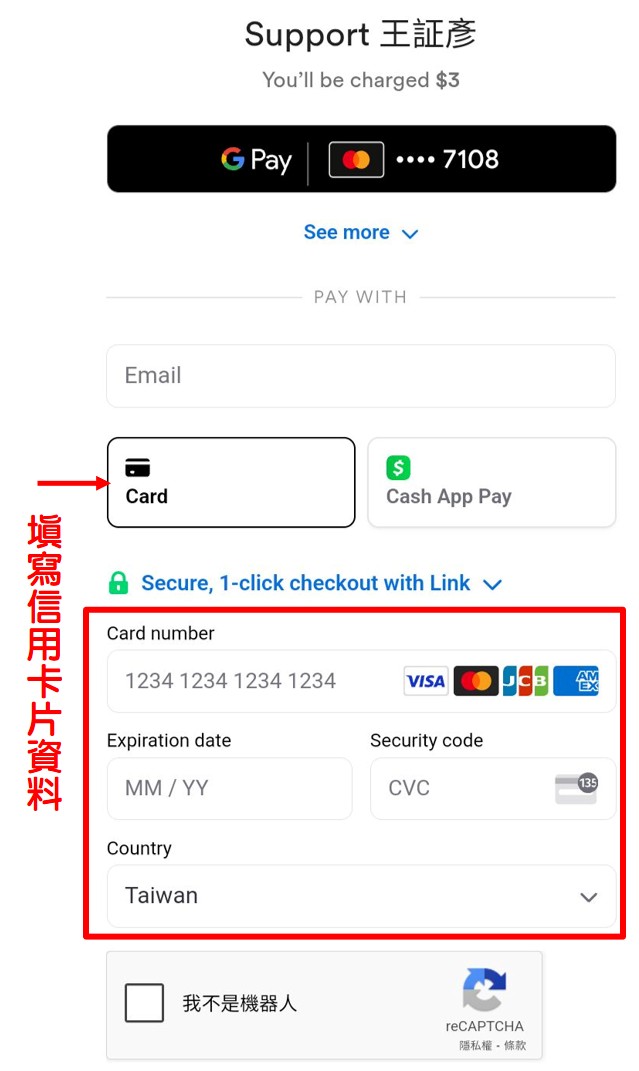 Support 王証彥
You'll be charged $3
G Pay •••• 7108
See more
PAY WITH
Email
Card
$
Cash App Pay
填寫信用卡片資料
Secure, 1-click checkout with Link
Card number
1234 1234 1234 1234 VISA JCB AM EX
Expiration date Security code
MM / YY CVC 135
Country
Taiwan
我不是機器人
reCAPTCHA
隱私權 - 條款